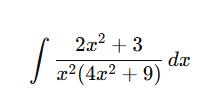 ∫ (2x² + 3) / (x²(4x² + 9)) dx